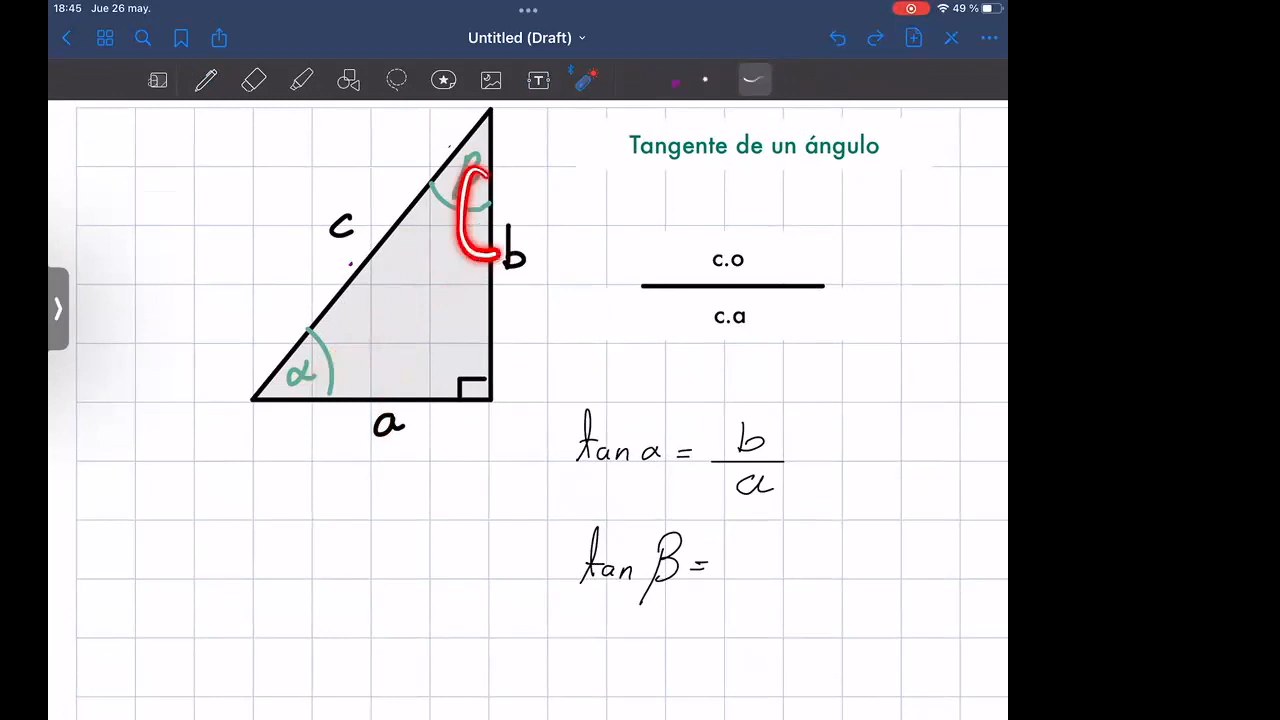 18:45 Jue 26 may.
49 %
Untitled (Draft)
T
Tangente de un ángulo
c.o
c.a
c
b
α
a
tan α = b
a
tan β =